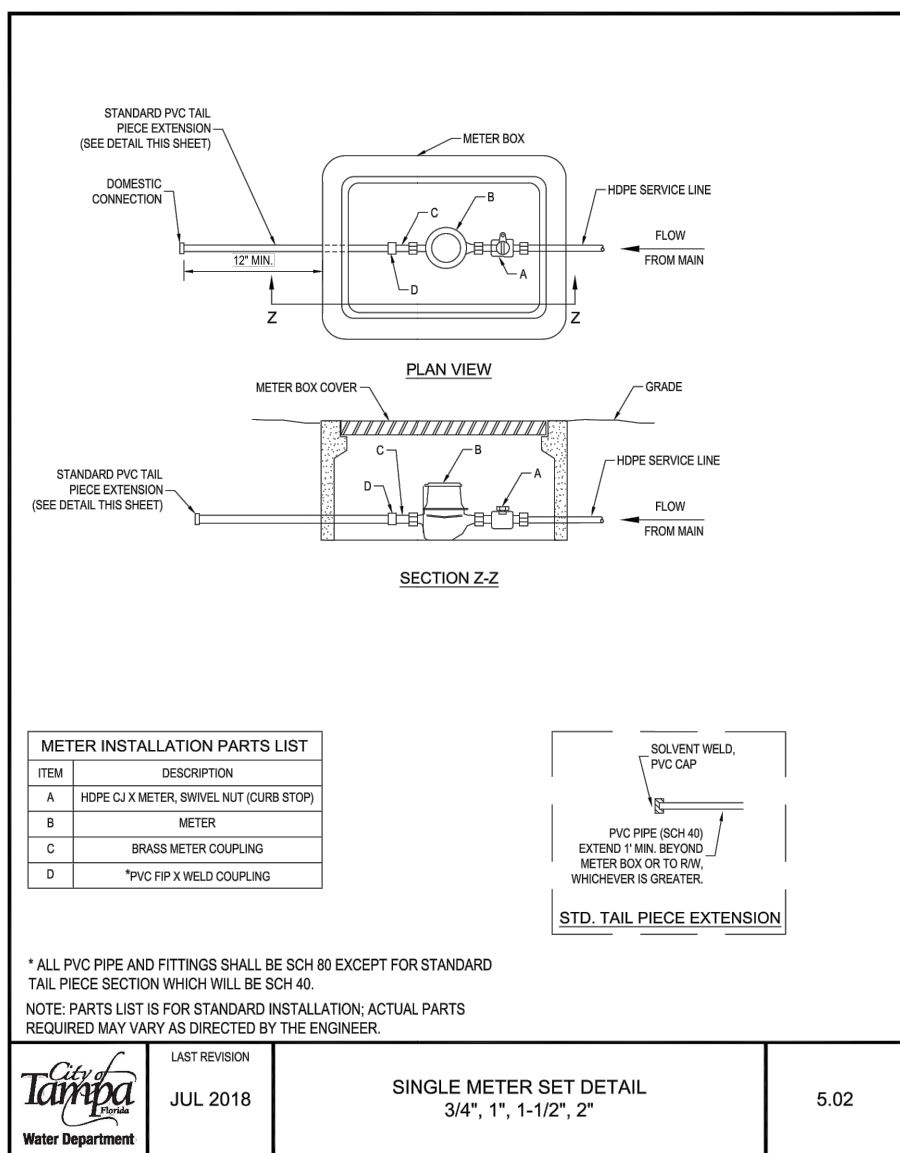 STANDARD PVC TAIL
PIECE EXTENSION
(SEE DETAIL THIS SHEET)
METER BOX
DOMESTIC
CONNECTION
B
HDPE SERVICE LINE
C
FLOW
FROM MAIN
12" MIN.
A
D
Z
Z
PLAN VIEW
METER BOX COVER
GRADE
C
B
HDPE SERVICE LINE
STANDARD PVC TAIL
PIECE EXTENSION
(SEE DETAIL THIS SHEET)
D
A
FLOW
FROM MAIN
SECTION Z-Z
METER INSTALLATION PARTS LIST
ITEM DESCRIPTION
A HDPE CJ X METER, SWIVEL NUT (CURB STOP)
B METER
C BRASS METER COUPLING
D *PVC FIP X WELD COUPLING
SOLVENT WELD,
PVC CAP
PVC PIPE (SCH 40)
EXTEND 1' MIN. BEYOND
METER BOX OR TO R/W,
WHICHEVER IS GREATER.
STD. TAIL PIECE EXTENSION
* ALL PVC PIPE AND FITTINGS SHALL BE SCH 80 EXCEPT FOR STANDARD
TAIL PIECE SECTION WHICH WILL BE SCH 40.
NOTE: PARTS LIST IS FOR STANDARD INSTALLATION; ACTUAL PARTS
REQUIRED MAY VARY AS DIRECTED BY THE ENGINEER.
City of
Tampa
Florida
Water Department
LAST REVISION
JUL 2018
SINGLE METER SET DETAIL
3/4", 1", 1-1/2", 2"
5.02